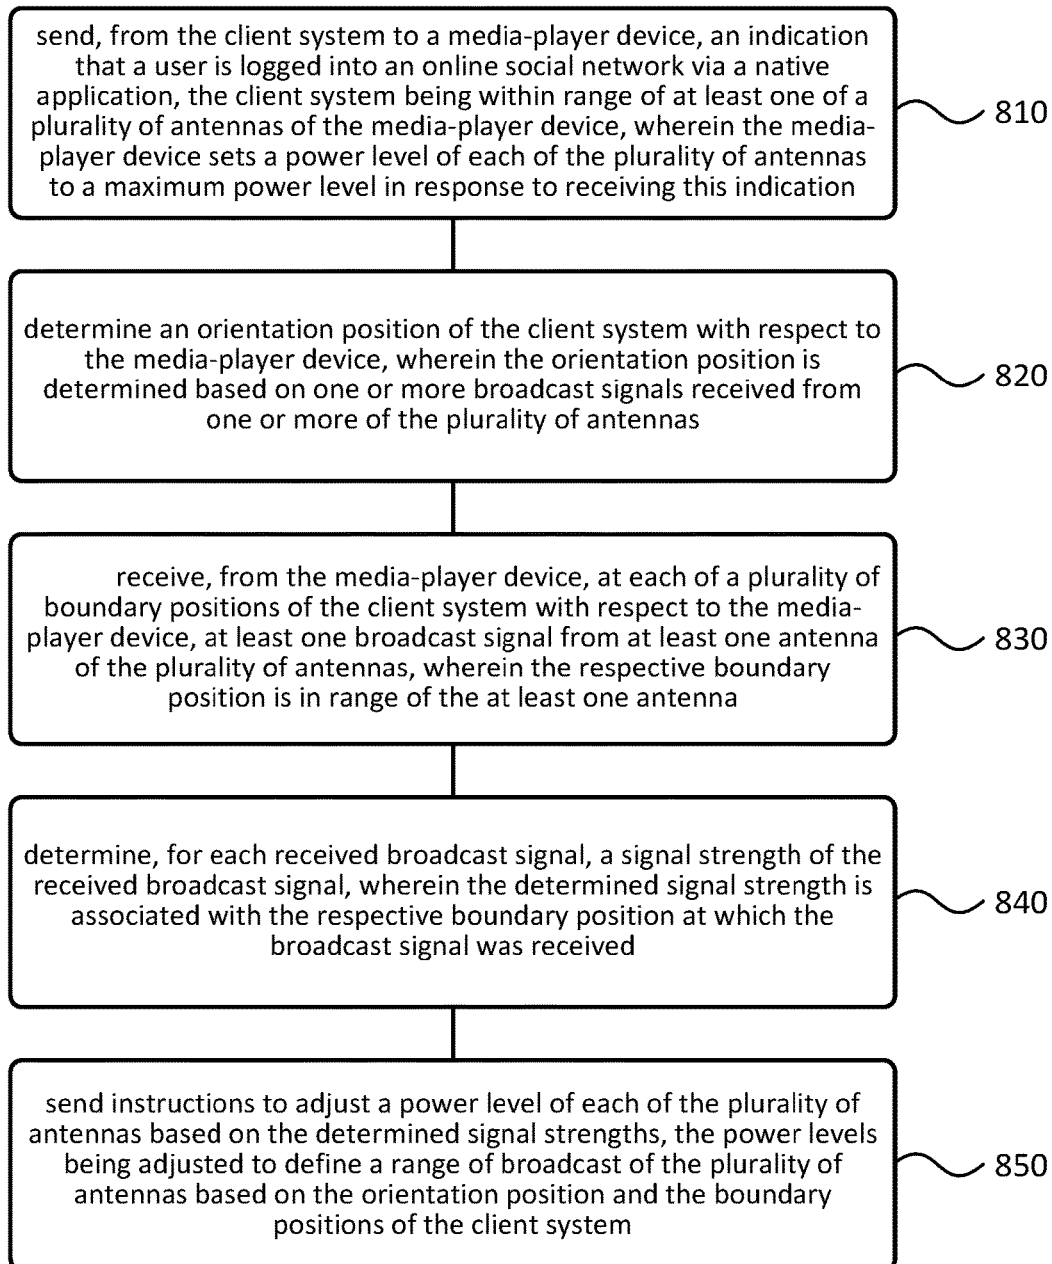 send, from the client system to a media-player device, an indication
that a user is logged into an online social network via a native
application, the client system being within range of at least one of a
plurality of antennas of the media-player device, wherein the media-
player device sets a power level of each of the plurality of antennas
to a maximum power level in response to receiving this indication
810
determine an orientation position of the client system with respect to
the media-player device, wherein the orientation position is
determined based on one or more broadcast signals received from
one or more of the plurality of antennas
820
receive, from the media-player device, at each of a plurality of
boundary positions of the client system with respect to the media-
player device, at least one broadcast signal from at least one antenna
of the plurality of antennas, wherein the respective boundary
position is in range of the at least one antenna
830
determine, for each received broadcast signal, a signal strength of the
received broadcast signal, wherein the determined signal strength is
associated with the respective boundary position at which the
broadcast signal was received
840
send instructions to adjust a power level of each of the plurality of
antennas based on the determined signal strengths, the power levels
being adjusted to define a range of broadcast of the plurality of
antennas based on the orientation position and the boundary
positions of the client system
850